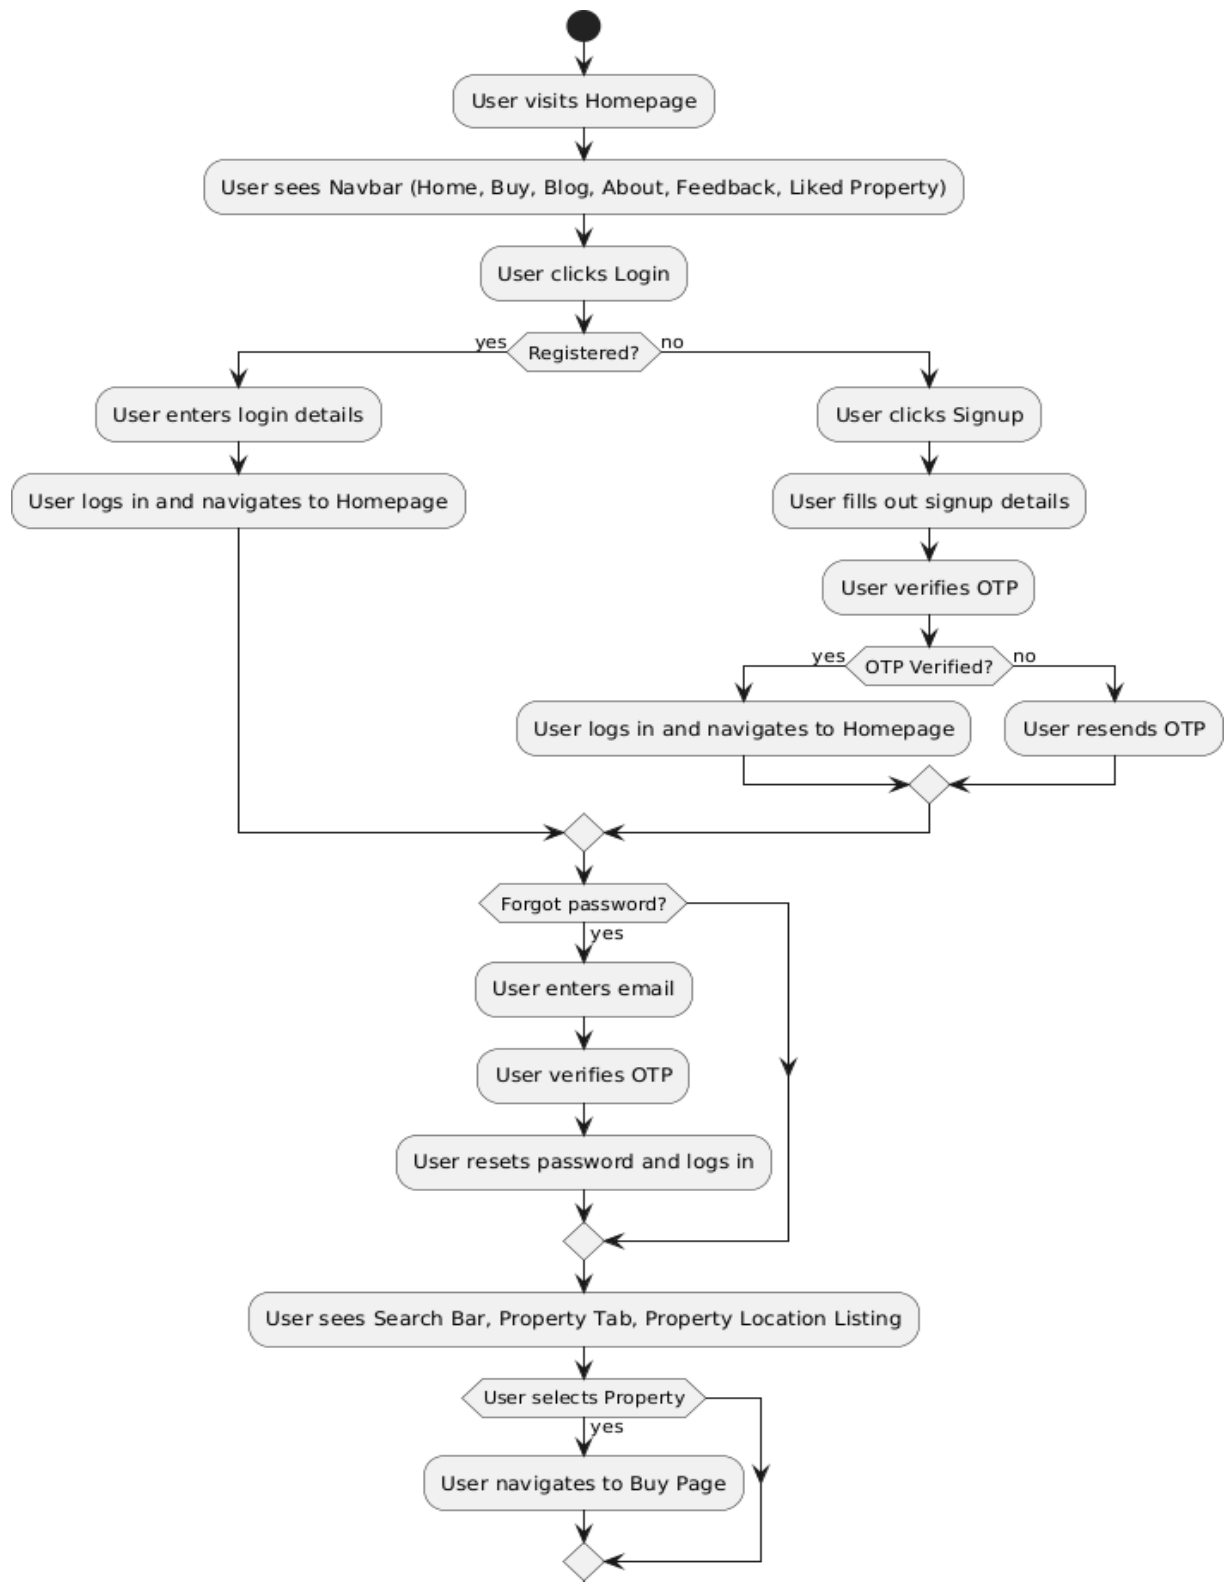 User visits Homepage
User sees Navbar (Home, Buy, Blog, About, Feedback, Liked Property)
User clicks Login
yes
Registered?
no
User enters login details
User clicks Signup
User logs in and navigates to Homepage
User fills out signup details
User verifies OTP
yes
OTP Verified?
no
User logs in and navigates to Homepage
User resends OTP
Forgot password?
yes
User enters email
User verifies OTP
User resets password and logs in
User sees Search Bar, Property Tab, Property Location Listing
User selects Property
yes
User navigates to Buy Page